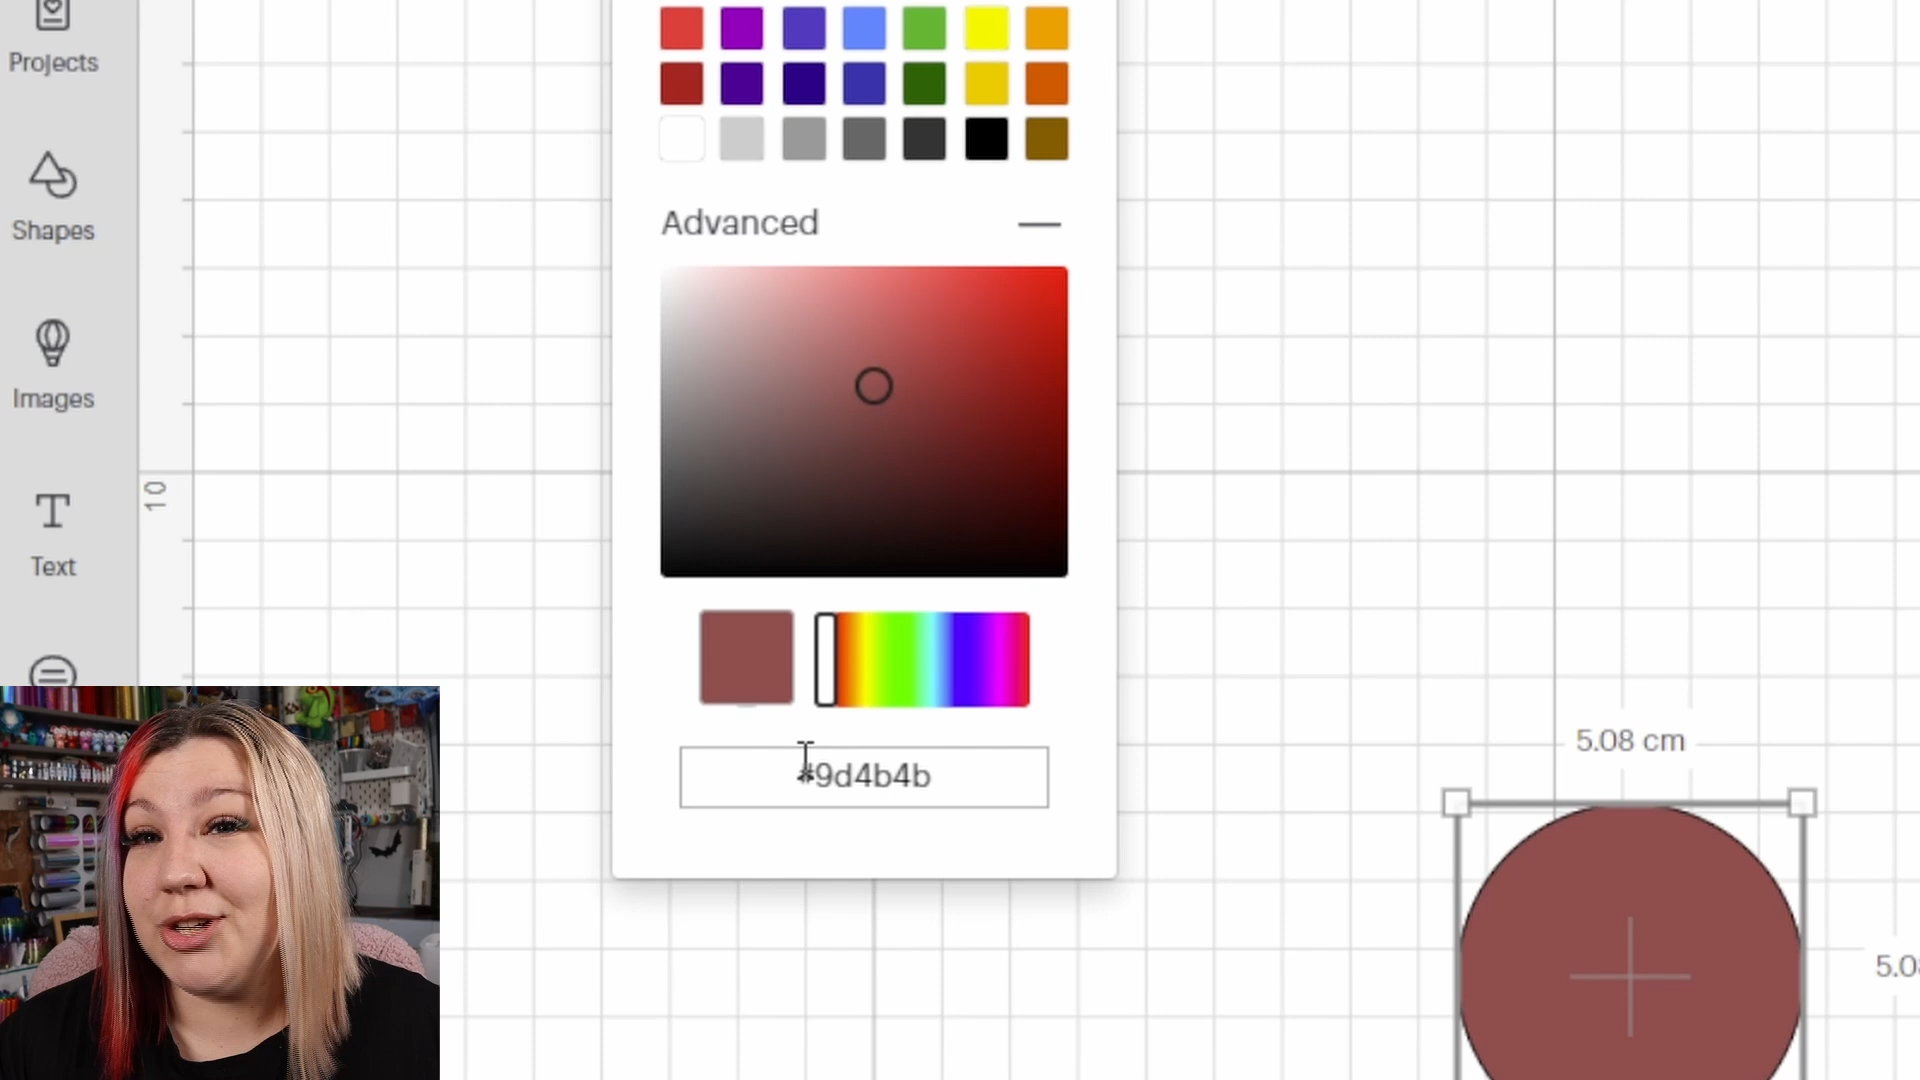 Projects
Shapes
Images
Text
10
Advanced
#9d4b4b
5.08 cm